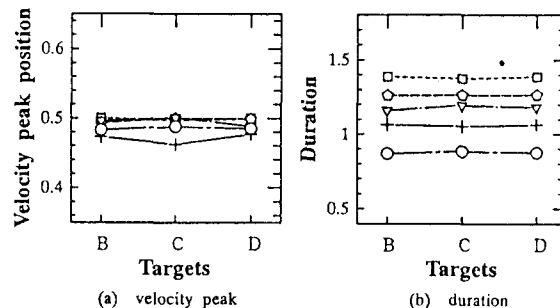 Velocity peak position
0.6
0.5
0.4
B C D
Targets
(a) velocity peak
Duration
1.5
1
0.5
B C D
Targets
(b) duration